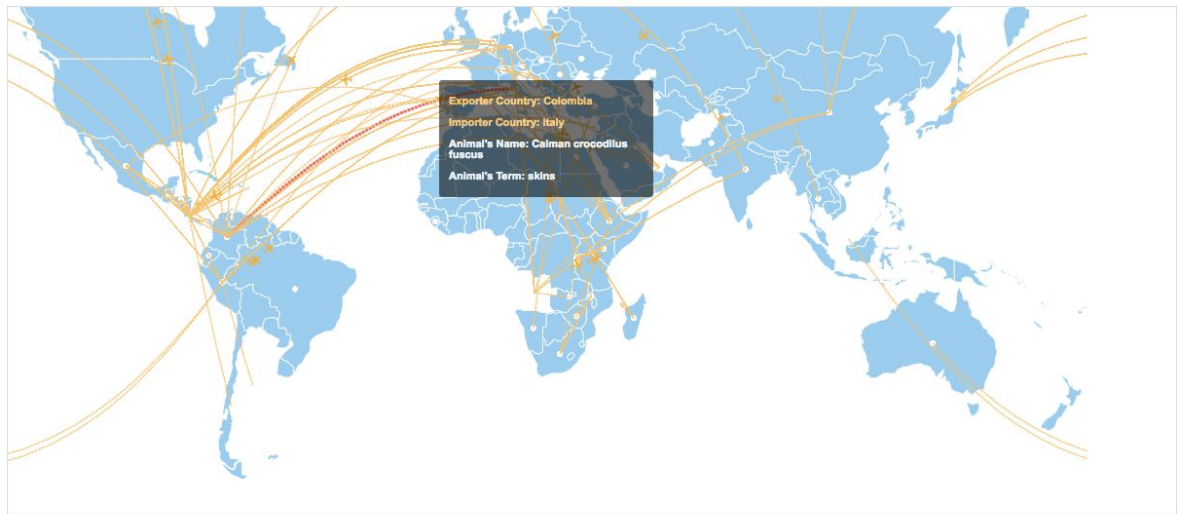 Exporter Country: Colombia
Importer Country: Italy
Animal's Name: Caiman crocodilus
fuscus
Animal's Term: skins